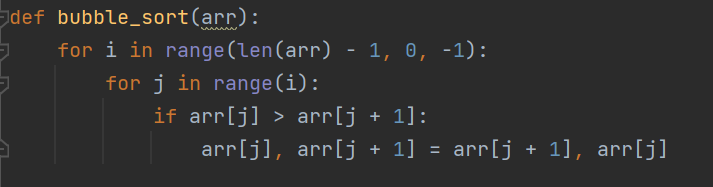 def bubble_sort(arr):
    for i in range(len(arr) - 1, 0, -1):
        for j in range(i):
            if arr[j] > arr[j + 1]:
                arr[j], arr[j + 1] = arr[j + 1], arr[j]